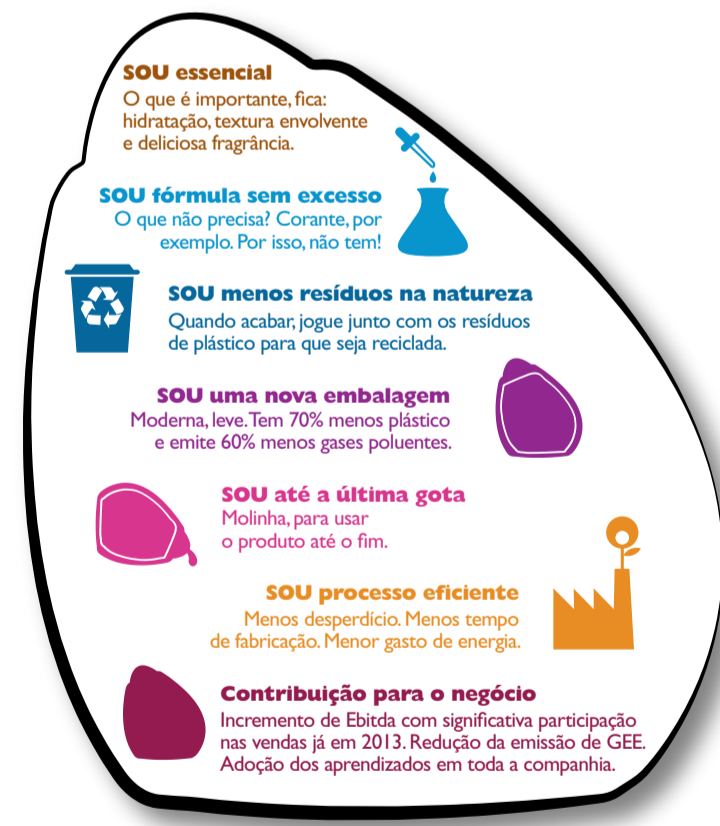 SOU essencial
O que é importante, fica:
hidratação, textura envolvente
e deliciosa fragrância.
SOU fórmula sem excesso
O que não precisa? Corante, por
exemplo. Por isso, não tem!
SOU menos resíduos na natureza
Quando acabar, jogue junto com os resíduos
de plástico para que seja reciclada.
SOU uma nova embalagem
Moderna, leve. Tem 70% menos plástico
e emite 60% menos gases poluentes.
SOU até a última gota
Molinha, para usar
o produto até o fim.
SOU processo eficiente
Menos desperdício. Menos tempo
de fabricação. Menor gasto de energia.
Contribuição para o negócio
Incremento de Ebitda com significativa participação
nas vendas já em 2013. Redução da emissão de GEE.
Adoção dos aprendizados em toda a companhia.